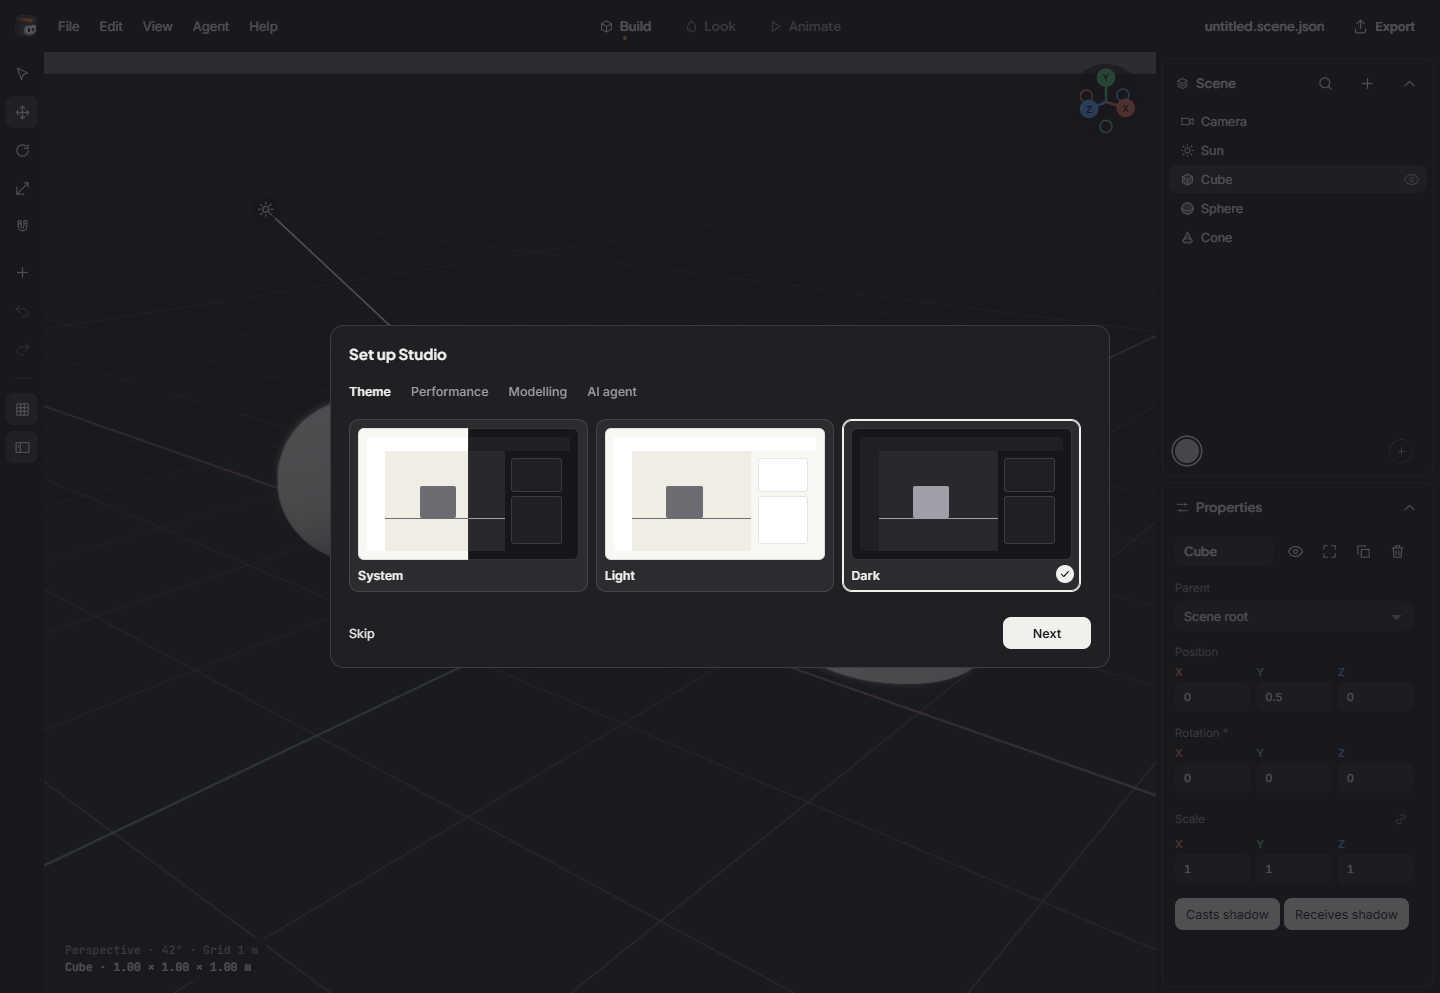 File Edit View Agent Help
Build Look Animate
untitled.scene.json Export
Y
Z X
Scene
Camera
Sun
Cube
Sphere
Cone
Set up Studio
Theme Performance Modelling AI agent
System Light Dark
Skip Next
Properties
Cube
Parent
Scene root
Position
X Y Z
0 0.5 0
Rotation *
X Y Z
0 0 0
Scale
X Y Z
1 1 1
Casts shadow Receives shadow
Perspective · 42° · Grid 1 m
Cube · 1.00 × 1.00 × 1.00 m